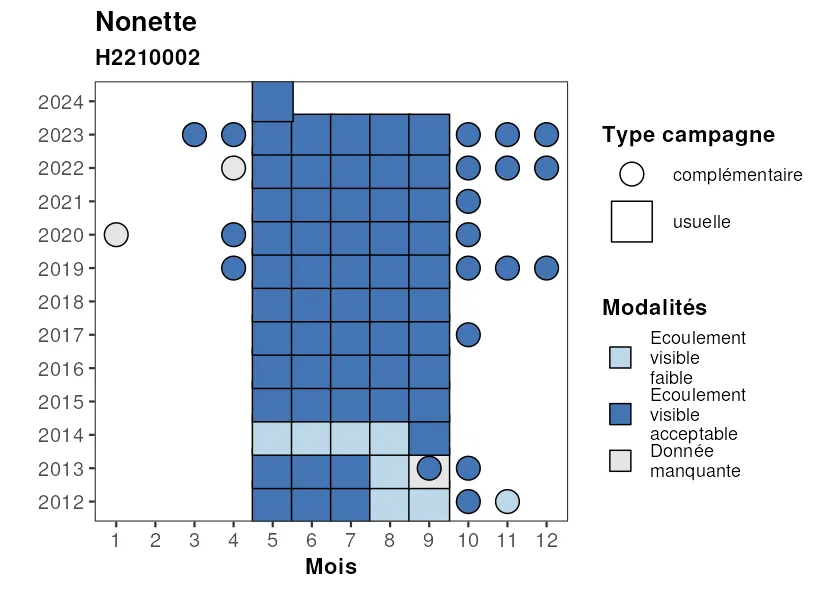 Nonette
H2210002
2024
2023
2022
2021
2020
2019
2018
2017
2016
2015
2014
2013
2012
1 2 3 4 5 6 7 8 9 10 11 12
Mois
Type campagne
complémentaire
usuelle
Modalités
Ecoulement
visible
faible
Ecoulement
visible
acceptable
Donnée
manquante